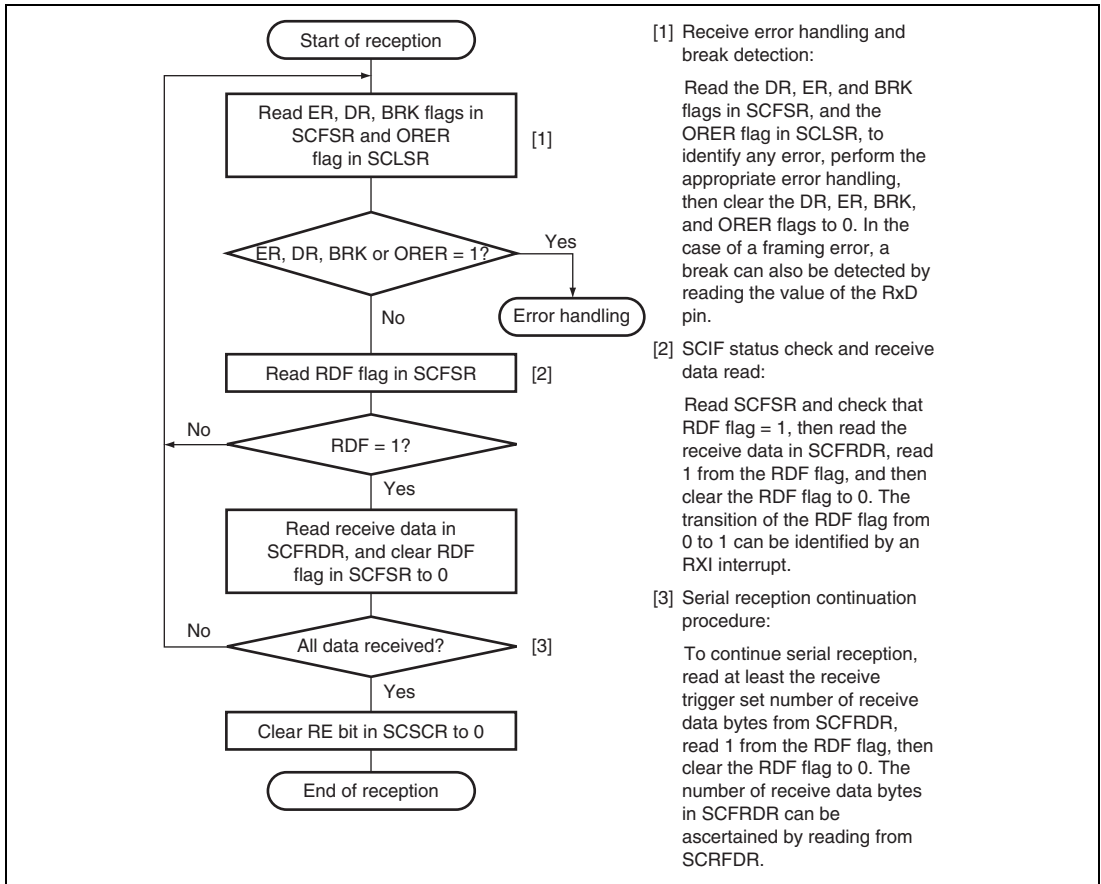 Start of reception
Read ER, DR, BRK flags in
SCFSR and ORER
flag in SCLSR
[1]
ER, DR, BRK or ORER = 1?
Yes
No
Error handling
Read RDF flag in SCFSR
[2]
No
RDF = 1?
Yes
Read receive data in
SCFRDR, and clear RDF
flag in SCFSR to 0
No
All data received?
[3]
Yes
Clear RE bit in SCSCR to 0
End of reception
[1] Receive error handling and
break detection:
Read the DR, ER, and BRK
flags in SCFSR, and the
ORER flag in SCLSR, to
identify any error, perform the
appropriate error handling,
then clear the DR, ER, BRK,
and ORER flags to 0. In the
case of a framing error, a
break can also be detected by
reading the value of the RxD
pin.
[2] SCIF status check and receive
data read:
Read SCFSR and check that
RDF flag = 1, then read the
receive data in SCFRDR, read
1 from the RDF flag, and then
clear the RDF flag to 0. The
transition of the RDF flag from
0 to 1 can be identified by an
RXI interrupt.
[3] Serial reception continuation
procedure:
To continue serial reception,
read at least the receive
trigger set number of receive
data bytes from SCFRDR,
read 1 from the RDF flag, then
clear the RDF flag to 0. The
number of receive data bytes
in SCFRDR can be
ascertained by reading from
SCRFDR.